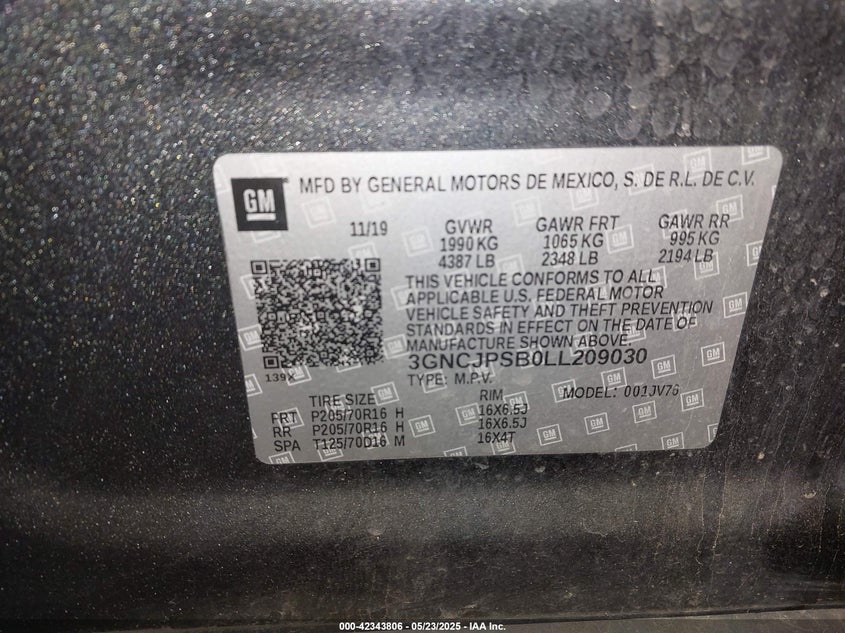 GM MFD BY GENERAL MOTORS DE MEXICO, S. DE R.L. DE C.V.
11/19 GVWR GAWR FRT GAWR RR
1990 KG 1065 KG 995 KG
4387 LB 2348 LB 2194 LB
THIS VEHICLE CONFORMS TO ALL
APPLICABLE U.S. FEDERAL MOTOR
VEHICLE SAFETY AND THEFT PREVENTION
STANDARDS IN EFFECT ON THE DATE OF
MANUFACTURE SHOWN ABOVE.
3GNCJPSB0LL209030
139X TYPE: M.P.V. MODEL: 001JV76
TIRE SIZE RIM
FRT P205/70R16 H 16X6.5J
RR P205/70R16 H 16X6.5J
SPA T125/70D16 M 16X4T
000-42343806 - 05/23/2025 - IAA Inc.